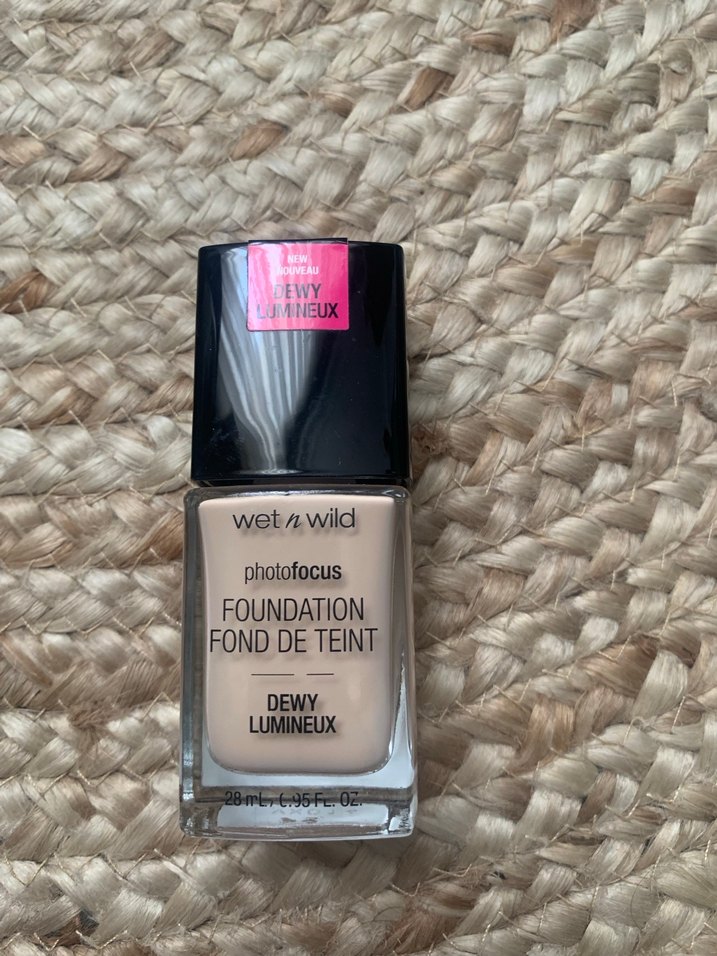 NEW
NOUVEAU
DEWY
LUMINEUX
wet n wild
photofocus
FOUNDATION
FOND DE TEINT
DEWY
LUMINEUX
28 mL, 0.95 FL. OZ.